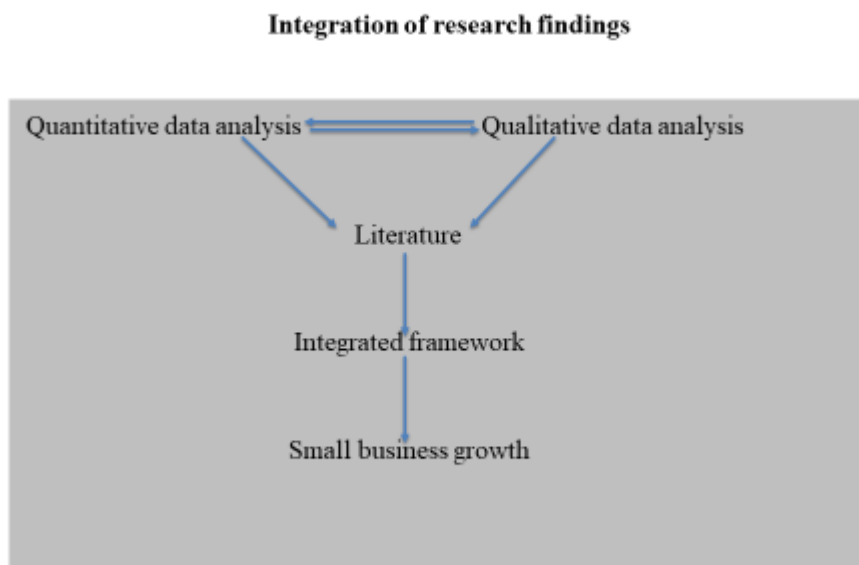 Integration of research findings
Quantitative data analysis
Qualitative data analysis
Literature
Integrated framework
Small business growth